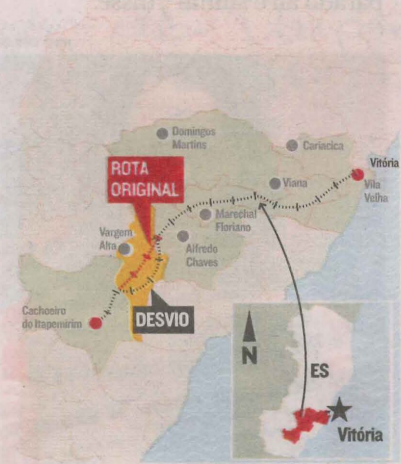 Domingos
Martins
Cariacica
ROTA
ORIGINAL
Vitória
Viana
Vila
Velha
Marechal
Floriano
Vargem
Alta
Alfredo
Chaves
Cachoeiro
do Itapemirim
DESVIO
N
ES
Vitória